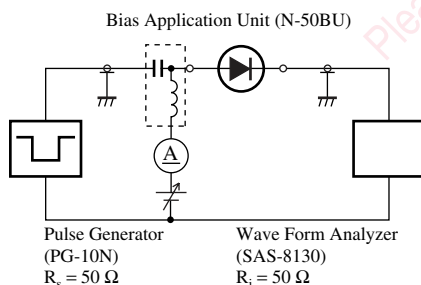 Bias Application Unit (N-50BU)
A
Pulse Generator
(PG-10N)
Rs = 50 Ω
Wave Form Analyzer
(SAS-8130)
Ri = 50 Ω